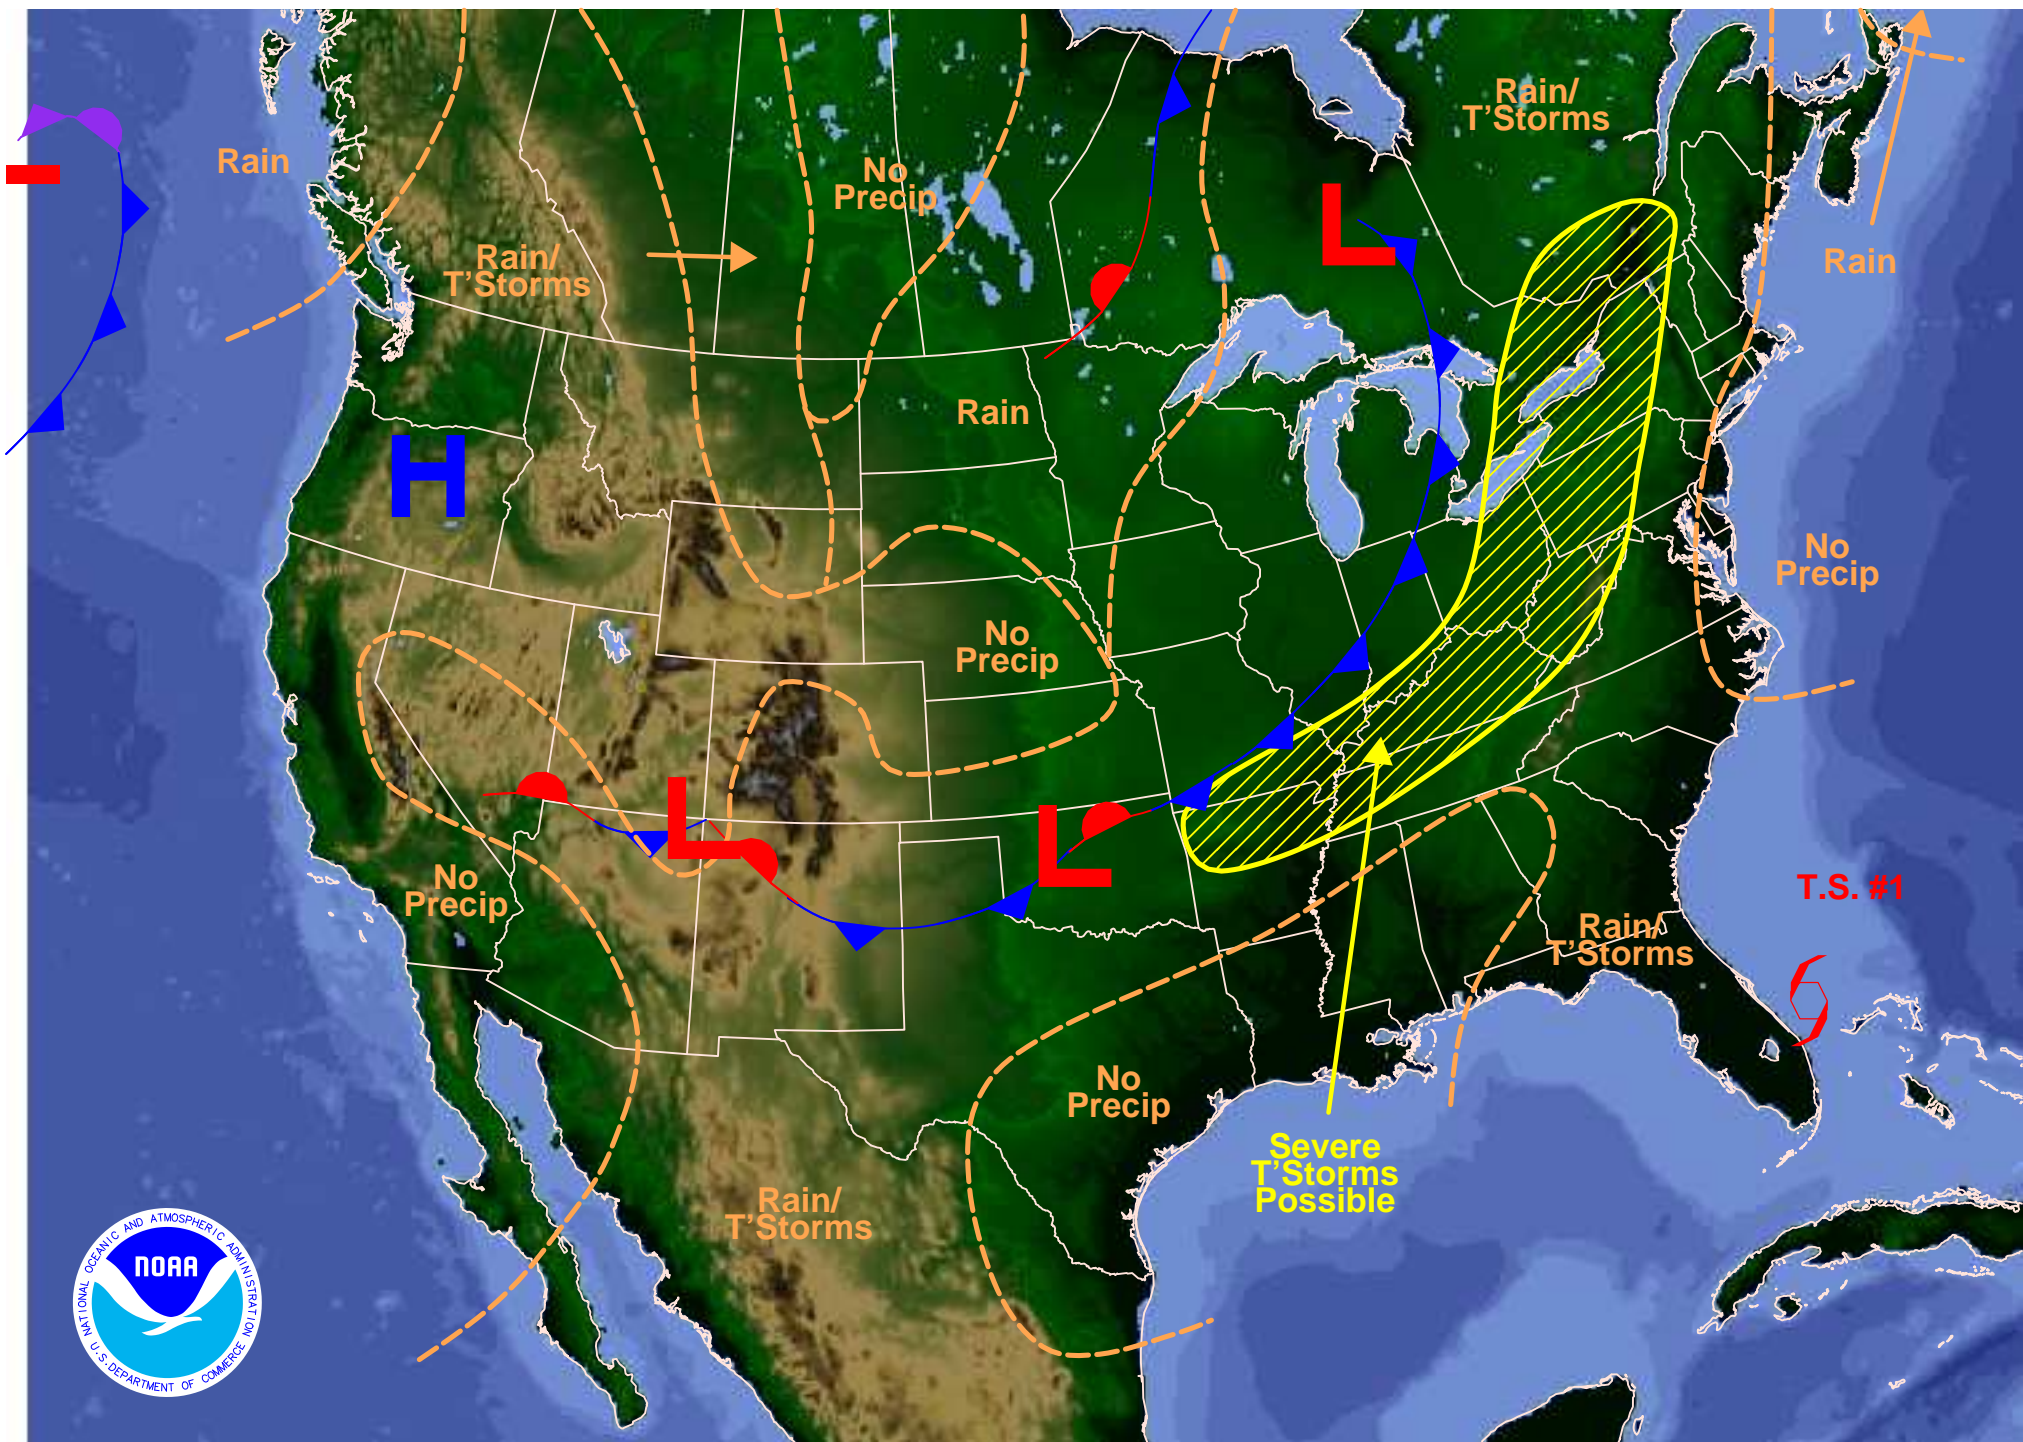 Rain/
T'Storms
Rain
No
Precip
L
Rain/
T'Storms
Rain
Rain
H
No
Precip
No
Precip
L
L
No
Precip
T.S. #1
Rain/
T'Storms
No
Precip
Severe
T'Storms
Possible
Rain/
T'Storms
NATIONAL OCEANIC AND ATMOSPHERIC ADMINISTRATION
NOAA
U.S. DEPARTMENT OF COMMERCE